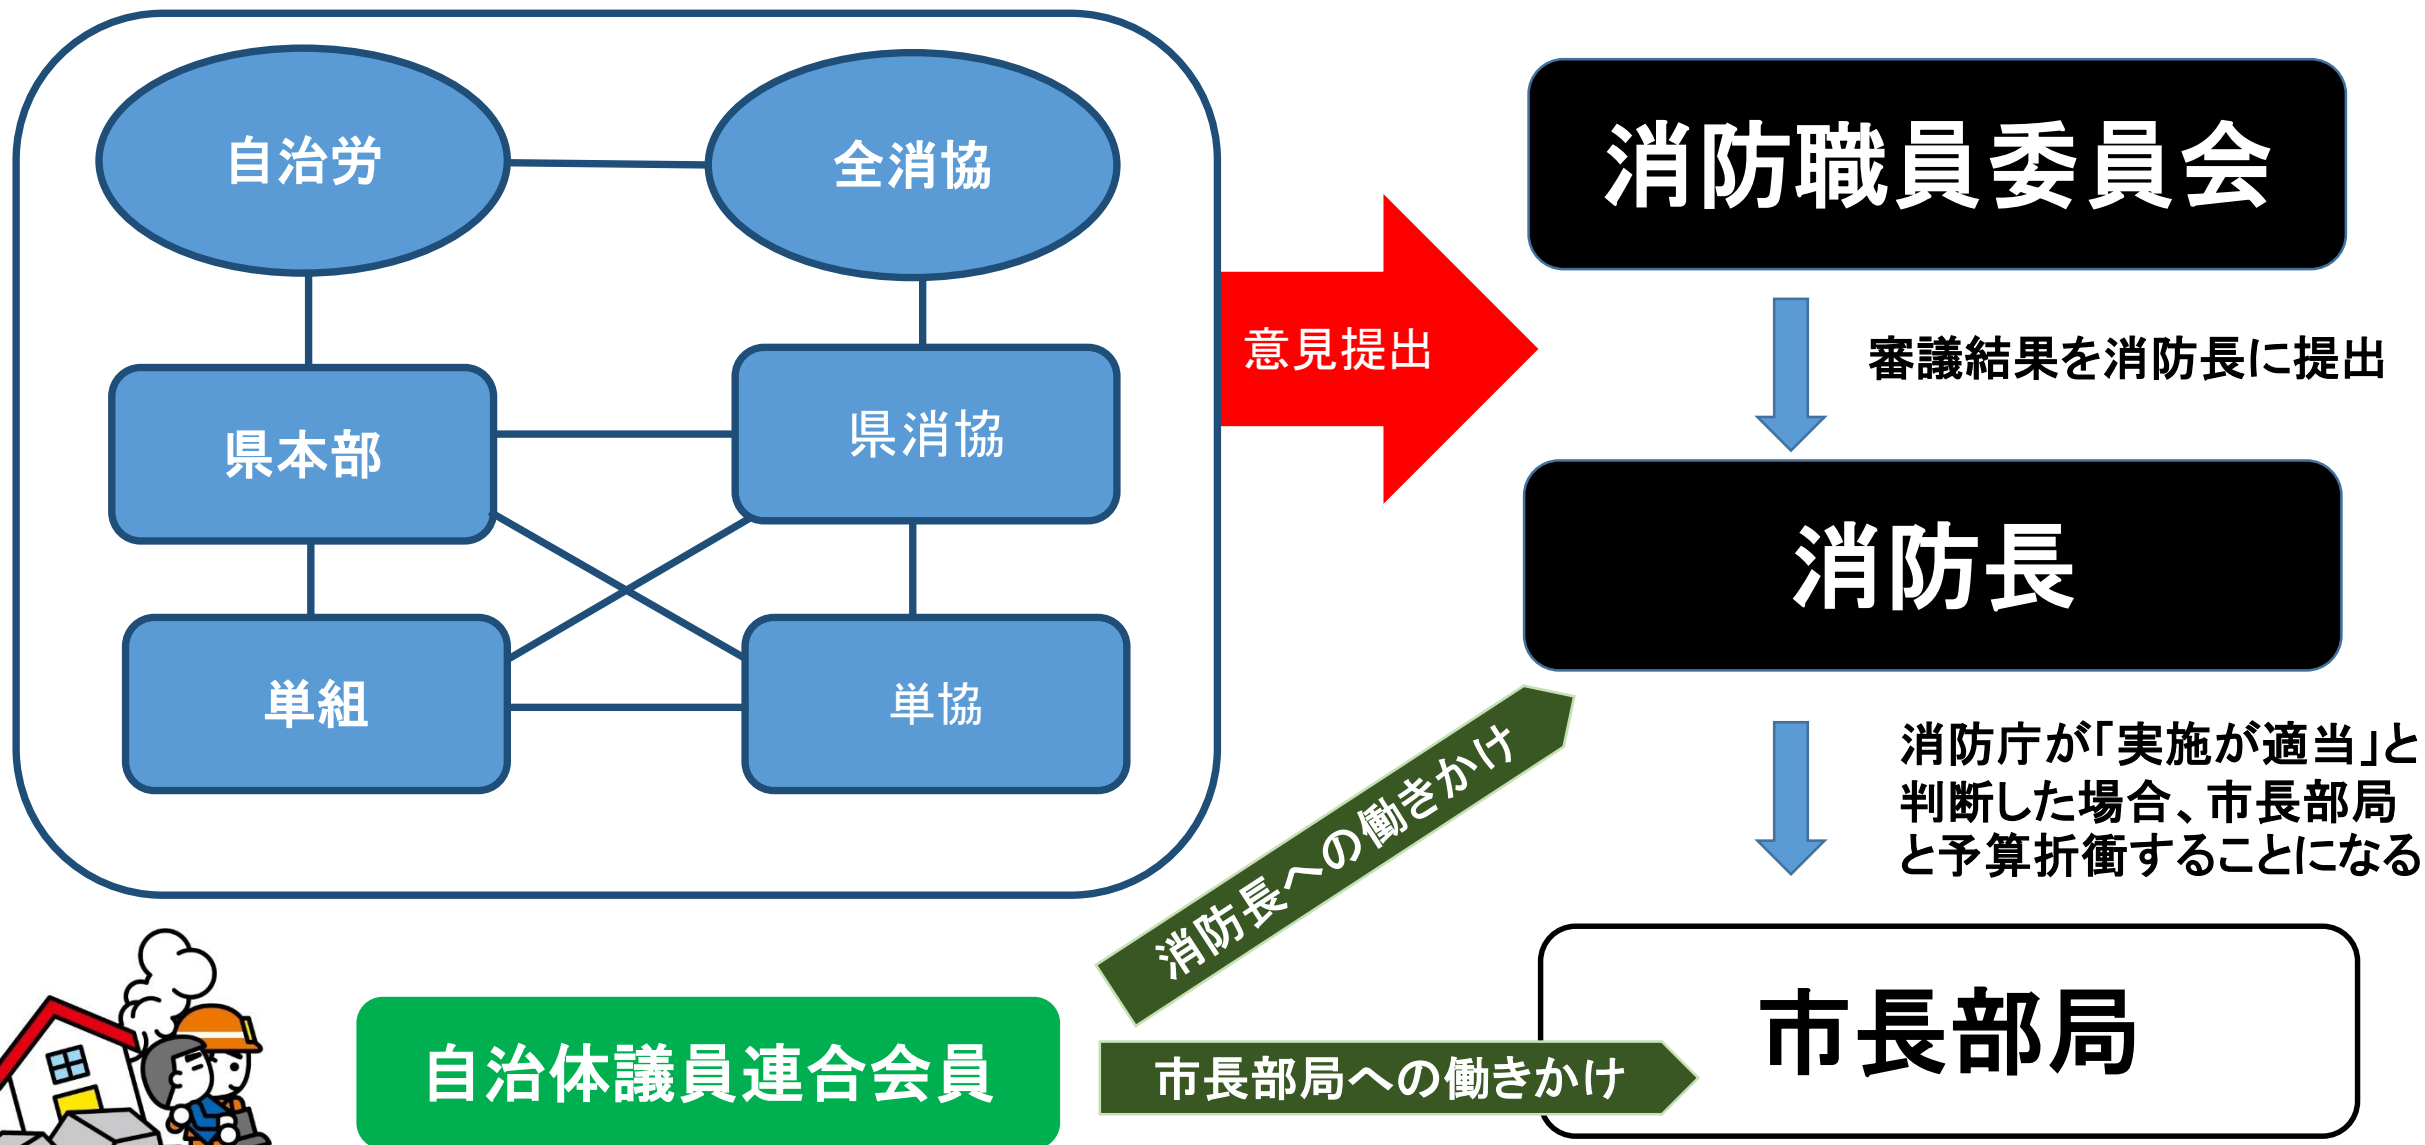 自治労
全消協
県本部
県消協
単組
単協
意見提出
消防職員委員会
審議結果を消防長に提出
消防長
消防庁が「実施が適当」と
判断した場合、市長部局
と予算折衝することになる
消防長への働きかけ
市長部局
自治体議員連合会員
市長部局への働きかけ